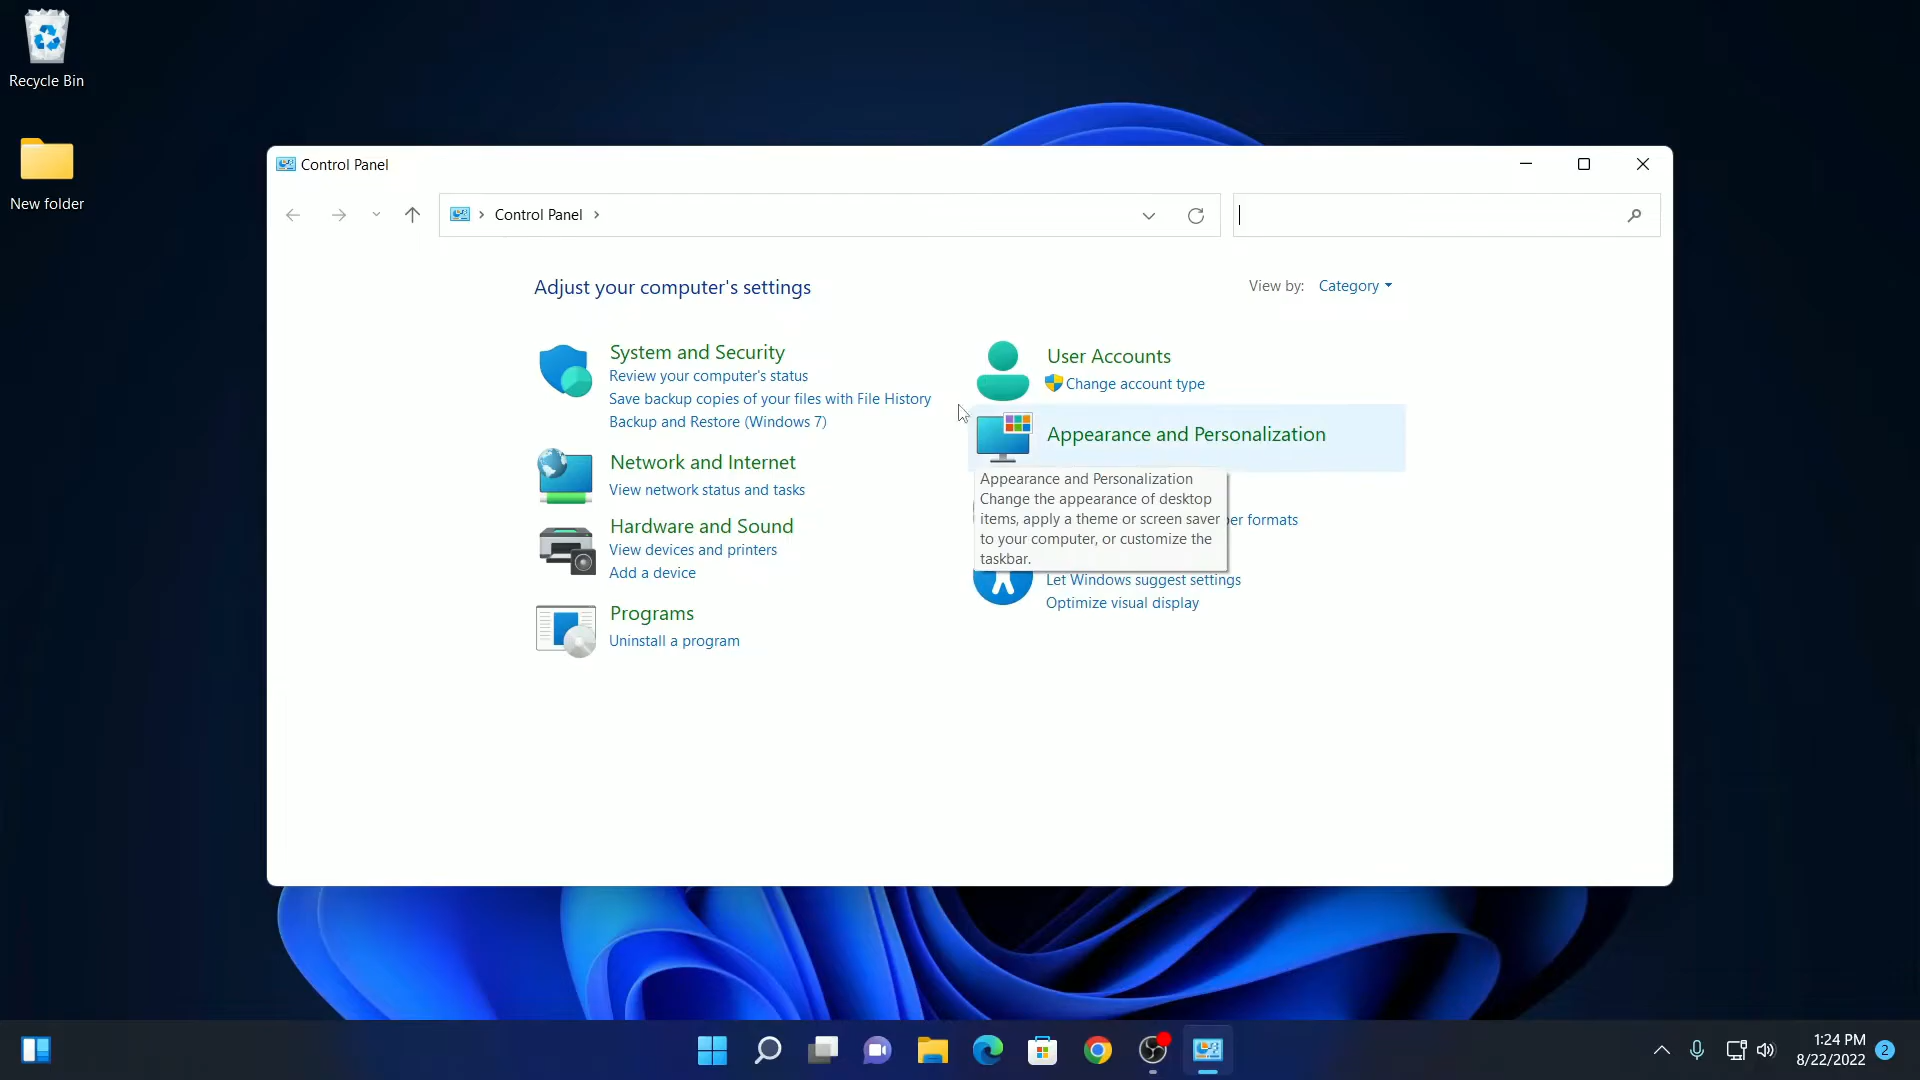 Recycle Bin
New folder
Control Panel
Control Panel
Adjust your computer's settings
View by: Category
System and Security
Review your computer's status
Save backup copies of your files with File History
Backup and Restore (Windows 7)
Network and Internet
View network status and tasks
Hardware and Sound
View devices and printers
Add a device
Programs
Uninstall a program
User Accounts
Change account type
Appearance and Personalization
Appearance and Personalization
Change the appearance of desktop
items, apply a theme or screen saver
to your computer, or customize the
taskbar.
formats
Let Windows suggest settings
Optimize visual display
1:24 PM
8/22/2022
2